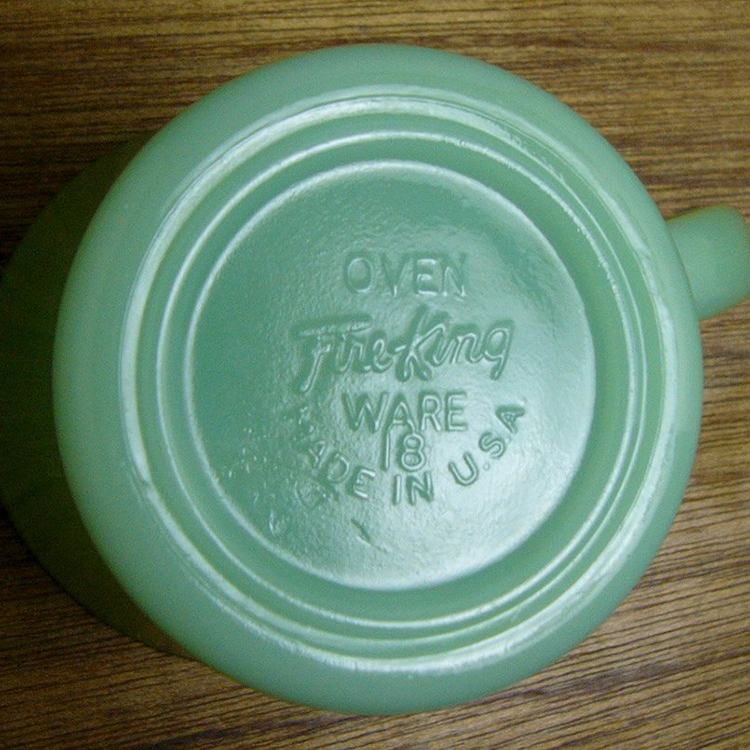 OVEN
Fire-King
WARE
18
MADE IN U.S.A